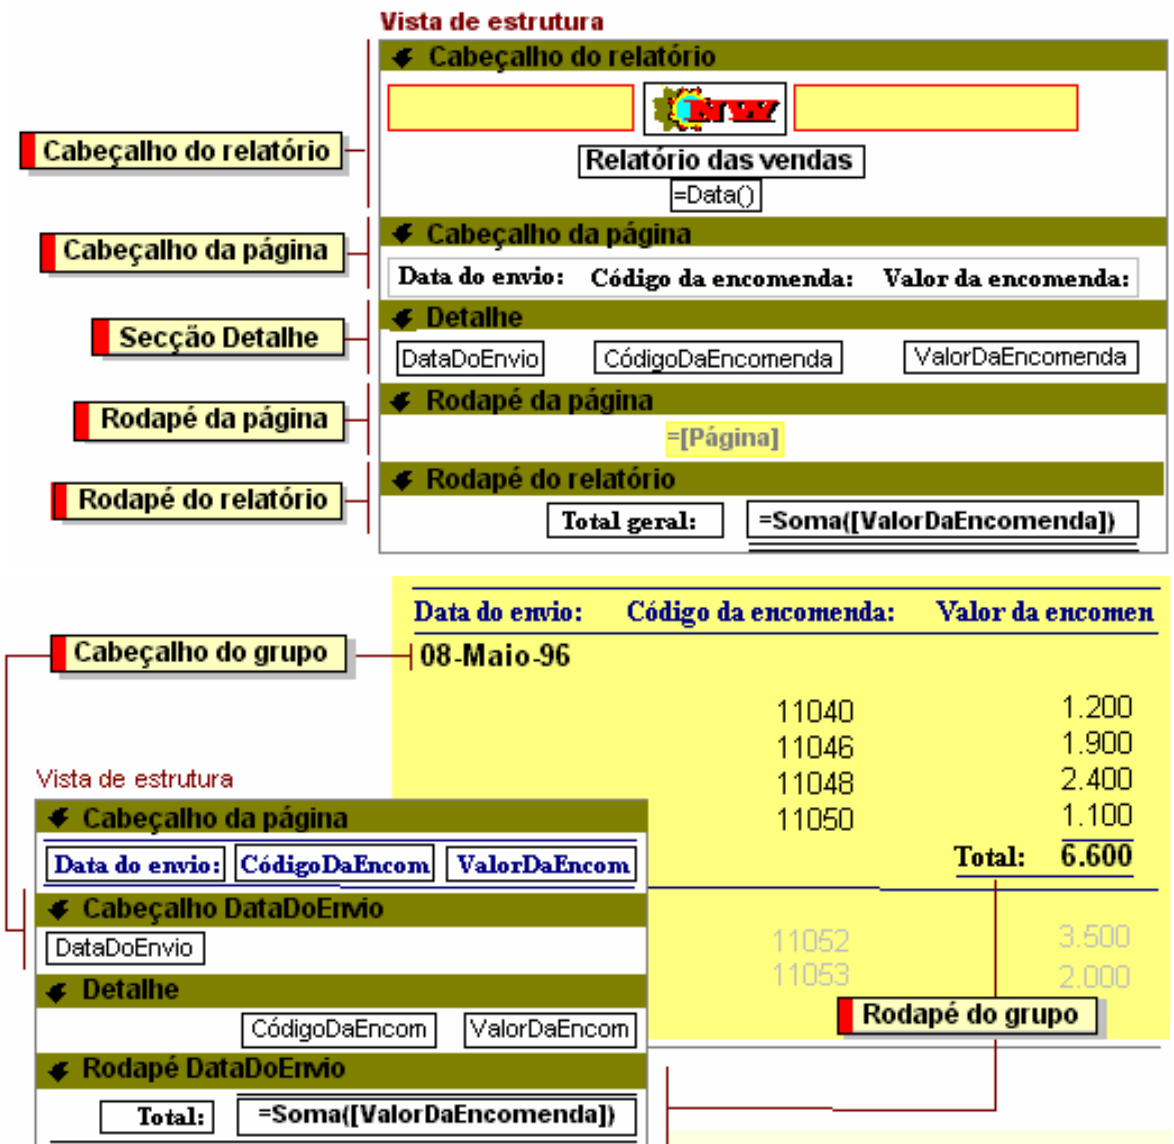 Vista de estrutura
Cabeçalho do relatório
NW
Cabeçalho do relatório
Relatório das vendas
=Data()
Cabeçalho da página
Cabeçalho da página
Data do envio: Código da encomenda: Valor da encomenda:
Detalhe
Secção Detalhe
DataDoEnvio CódigoDaEncomenda ValorDaEncomenda
Rodapé da página
Rodapé da página
=[Página]
Rodapé do relatório
Rodapé do relatório
Total geral: =Soma([ValorDaEncomenda])
Data do envio: Código da encomenda: Valor da encomen
Cabeçalho do grupo
08-Maio-96
11040 1.200
11046 1.900
11048 2.400
11050 1.100
Total: 6.600
11052 3.500
11053 2.000
Rodapé do grupo
Vista de estrutura
Cabeçalho da página
Data do envio: CódigoDaEncom ValorDaEncom
Cabeçalho DataDoEnvio
DataDoEnvio
Detalhe
CódigoDaEncom ValorDaEncom
Rodapé DataDoEnvio
Total: =Soma([ValorDaEncomenda])